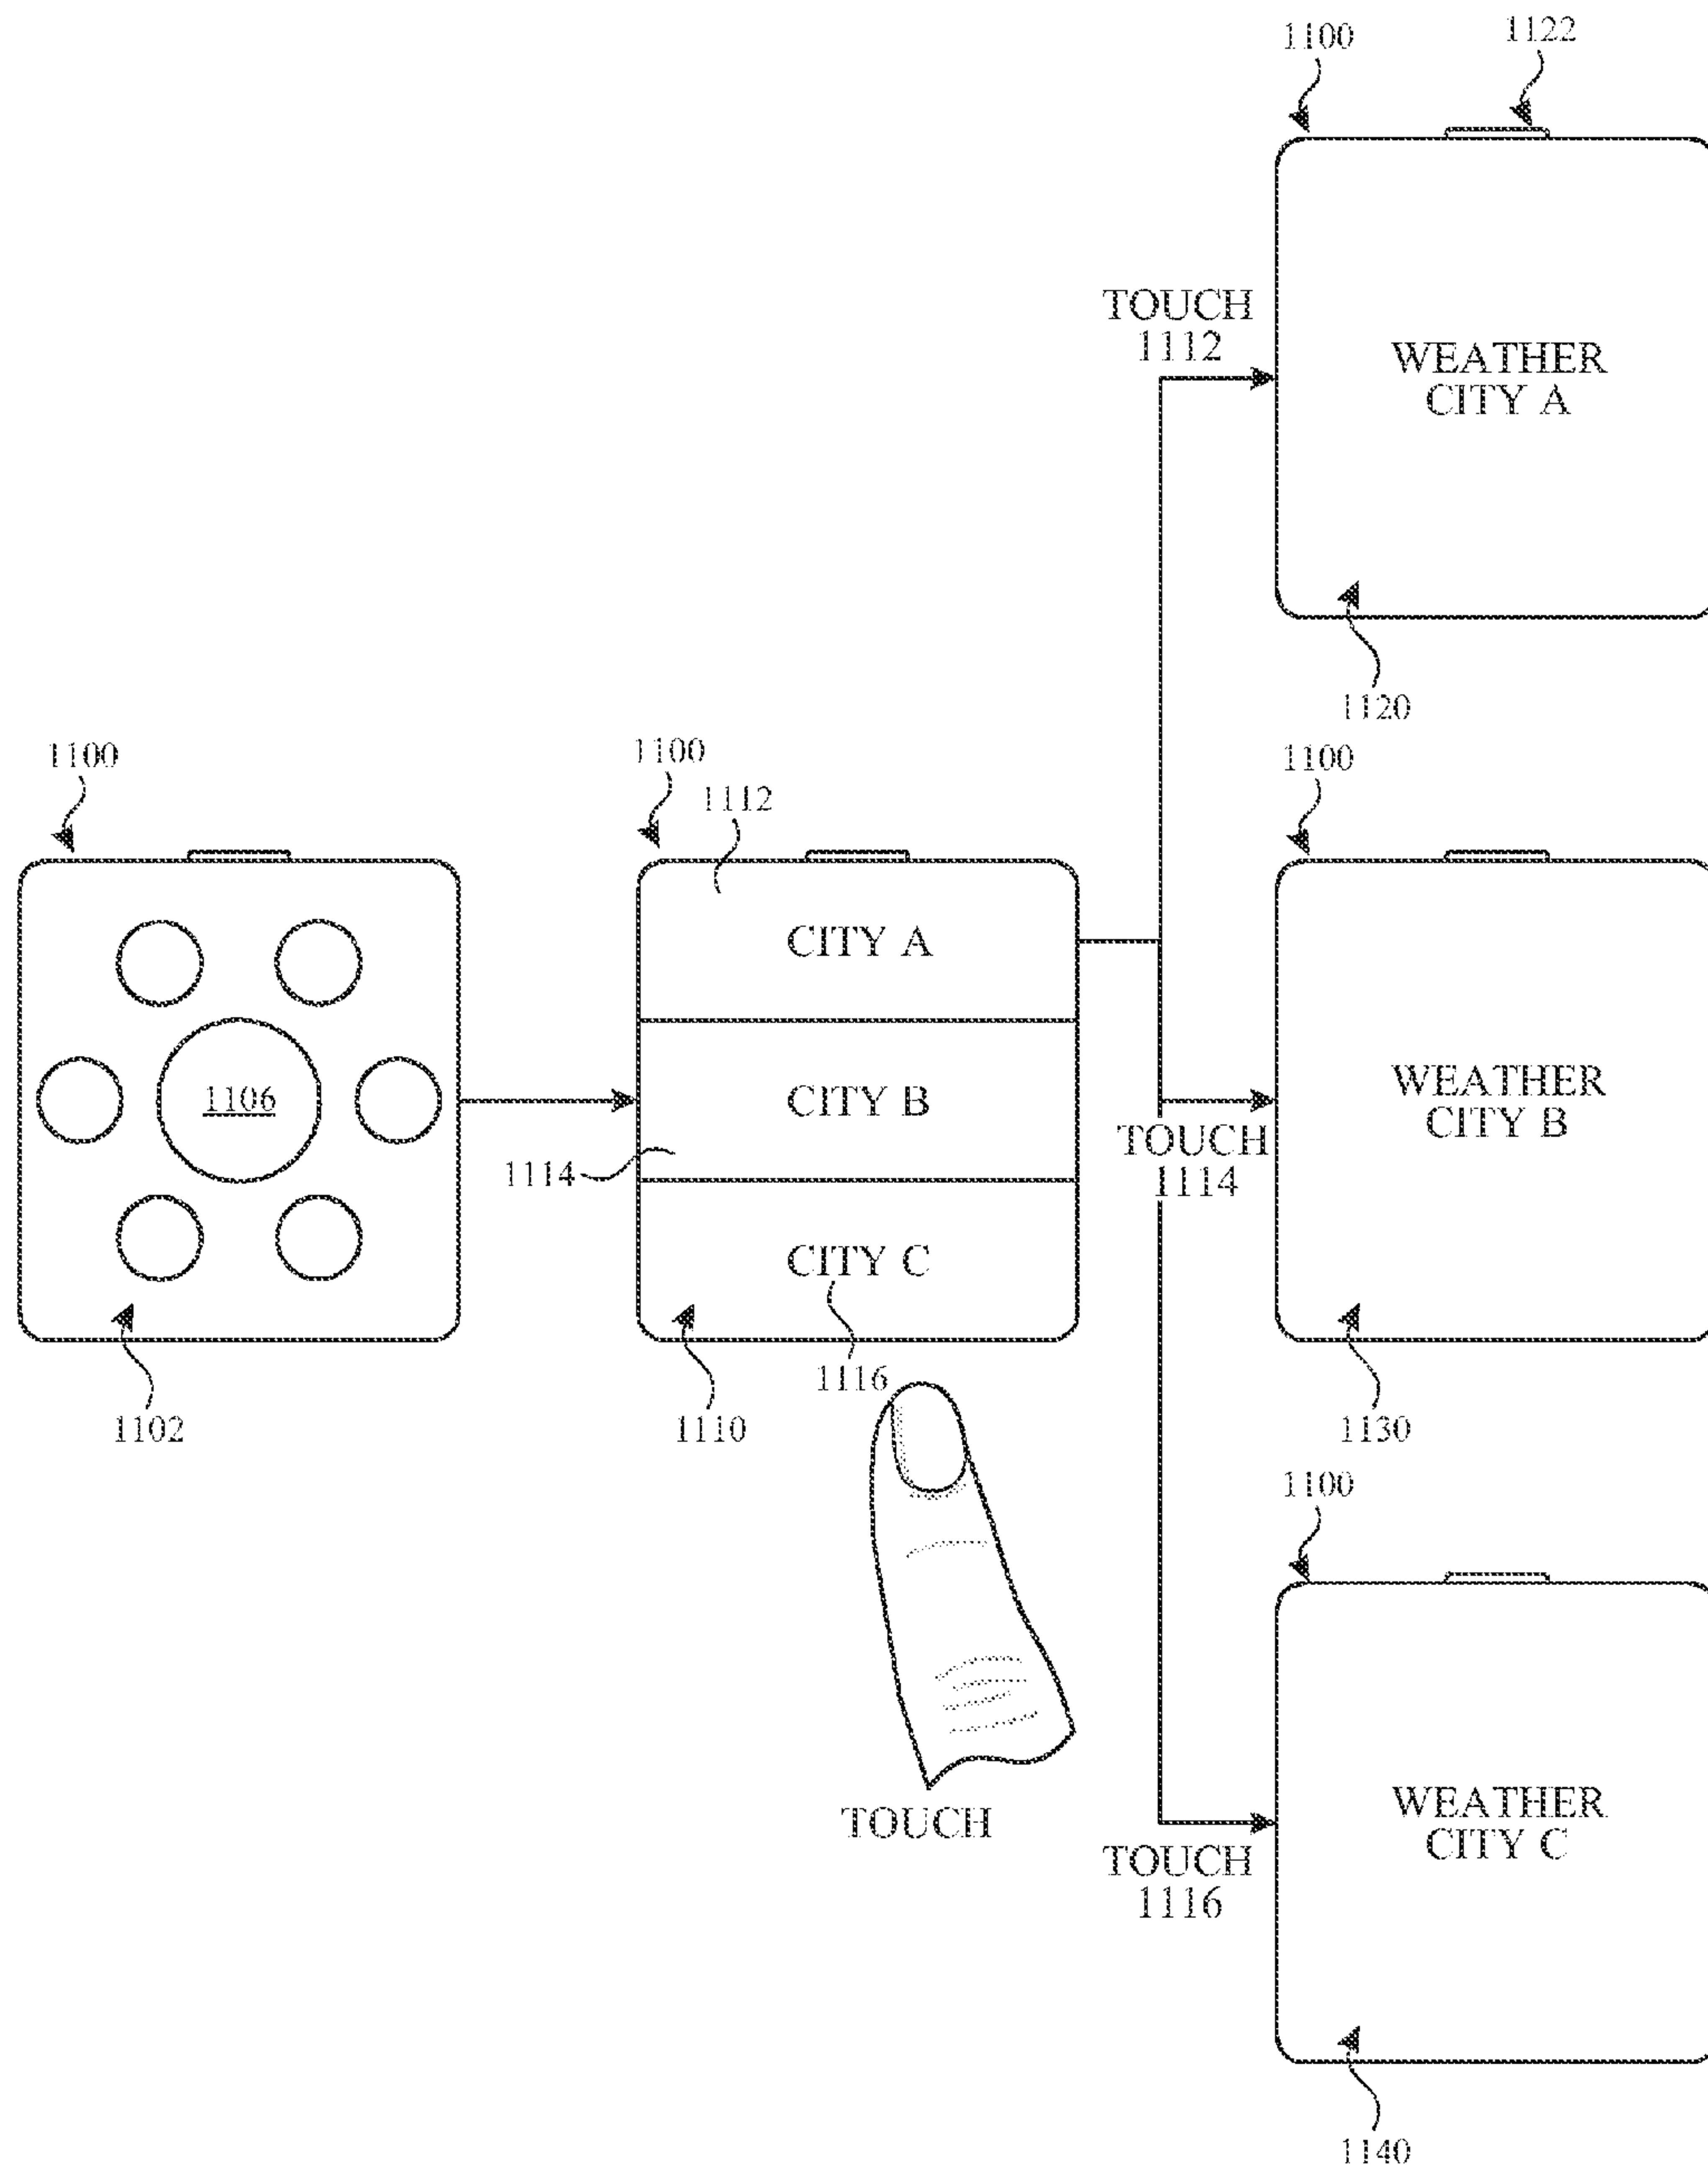 1100
1122
TOUCH
1112
WEATHER
CITY A
1120
1100
1100
1112
1100
CITY A
1106
CITY B
1114
CITY C
1116
1102
1110
TOUCH
1114
WEATHER
CITY B
1130
1100
TOUCH
TOUCH
1116
WEATHER
CITY C
1140